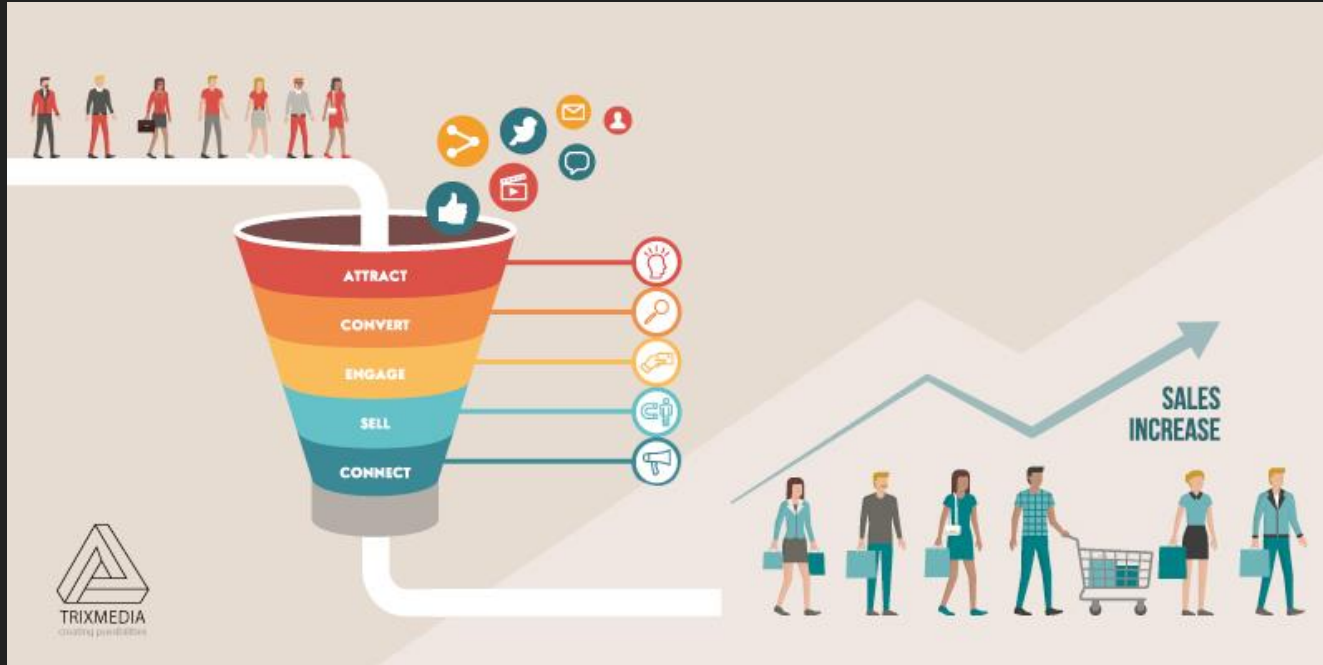 ATTRACT
CONVERT
ENGAGE
SELL
CONNECT
SALES
INCREASE
TRIXMEDIA
creating possibilities